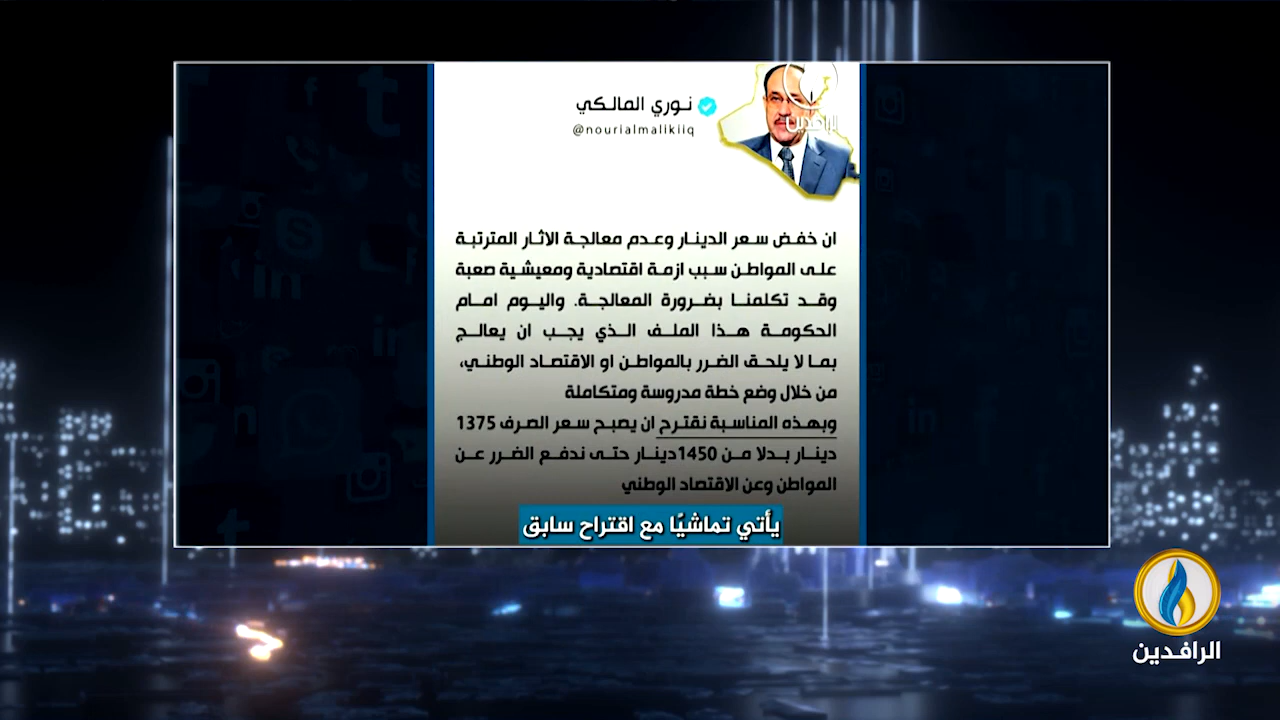 نوري المالكي
@nourialmalikiiq
الرافدين
ان خفض سعر الدينار وعدم معالجة الاثار المترتبة
على المواطن سبب ازمة اقتصادية ومعيشية صعبة
وقد تكلمنا بضرورة المعالجة. واليوم امام
الحكومة هذا الملف الذي يجب ان يعالج
بما لا يلحق الضرر بالمواطن او الاقتصاد الوطني،
من خلال وضع خطة مدروسة ومتكاملة
وبهذه المناسبة نقترح ان يصبح سعر الصرف 1375
دينار بدلا من 1450دينار حتى ندفع الضرر عن
المواطن وعن الاقتصاد الوطني
يأتي تماشيًا مع اقتراح سابق
الرافدين